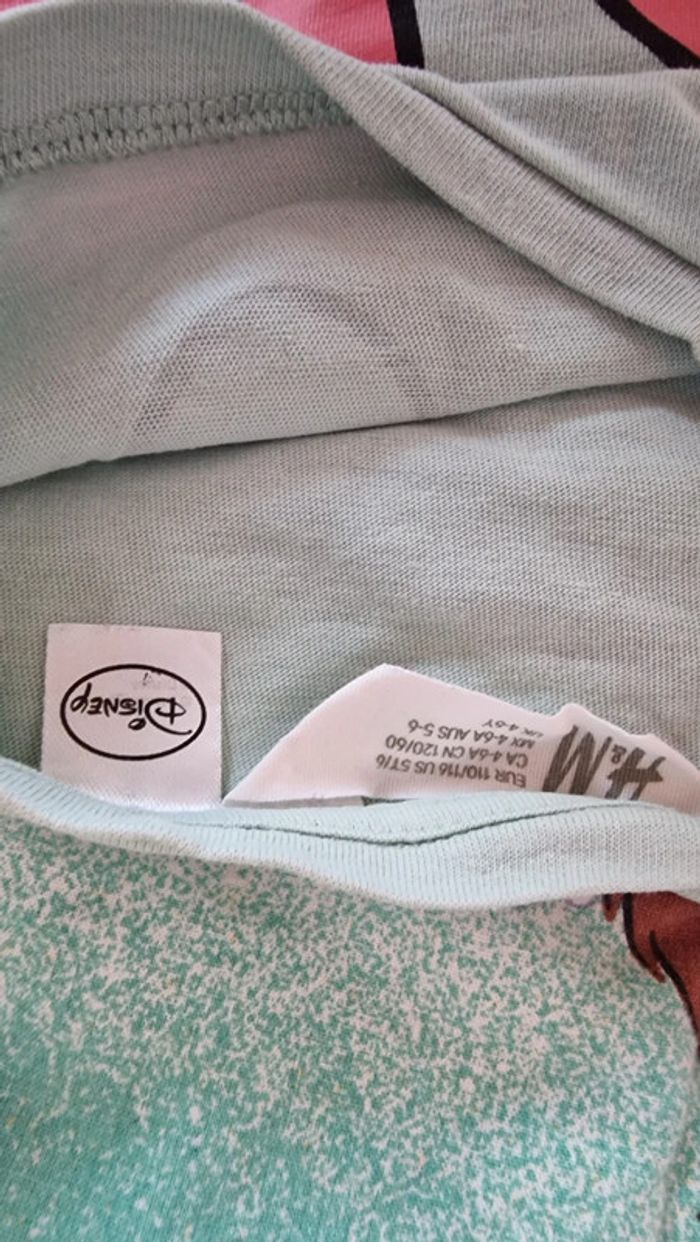 DISNEY
H&M
EUR 110/116 US 5T/6
CA 4-6A CN 120/60
MEX 4-6A AUS 5-6
UK 4-6Y